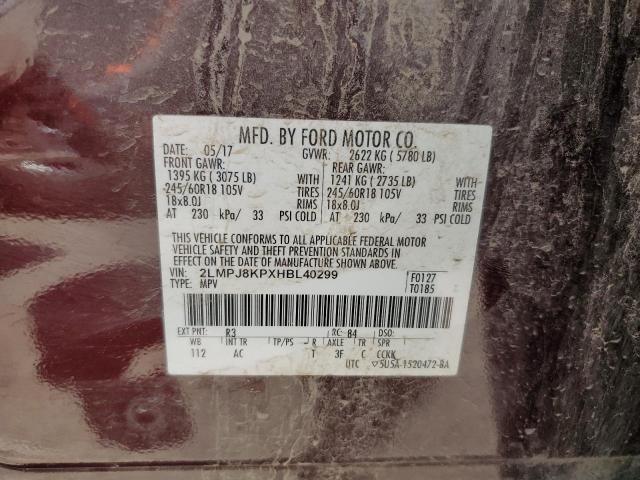 MFD. BY FORD MOTOR CO.
DATE: 05/17 GVWR: 2622 KG ( 5780 LB)
FRONT GAWR: REAR GAWR:
1395 KG ( 3075 LB) WITH 1241 KG ( 2735 LB) WITH
245/60R18 105V TIRES 245/60R18 105V TIRES
18x8.0J RIMS 18x8.0J RIMS
AT 230 kPa/ 33 PSI COLD AT 230 kPa/ 33 PSI COLD
THIS VEHICLE CONFORMS TO ALL APPLICABLE FEDERAL MOTOR
VEHICLE SAFETY AND THEFT PREVENTION STANDARDS IN EFFECT
ON THE DATE OF MANUFACTURE SHOWN ABOVE.
VIN: 2LMPJ8KPXHBL40299 F0127
TYPE: MPV T0185
EXT PNT: R3 RC: 84 DSO:
WB INT TR TP/PS R AXLE TR SPR
112 AC T 3F C CCKK
UTC 5U5A-1520472-BA